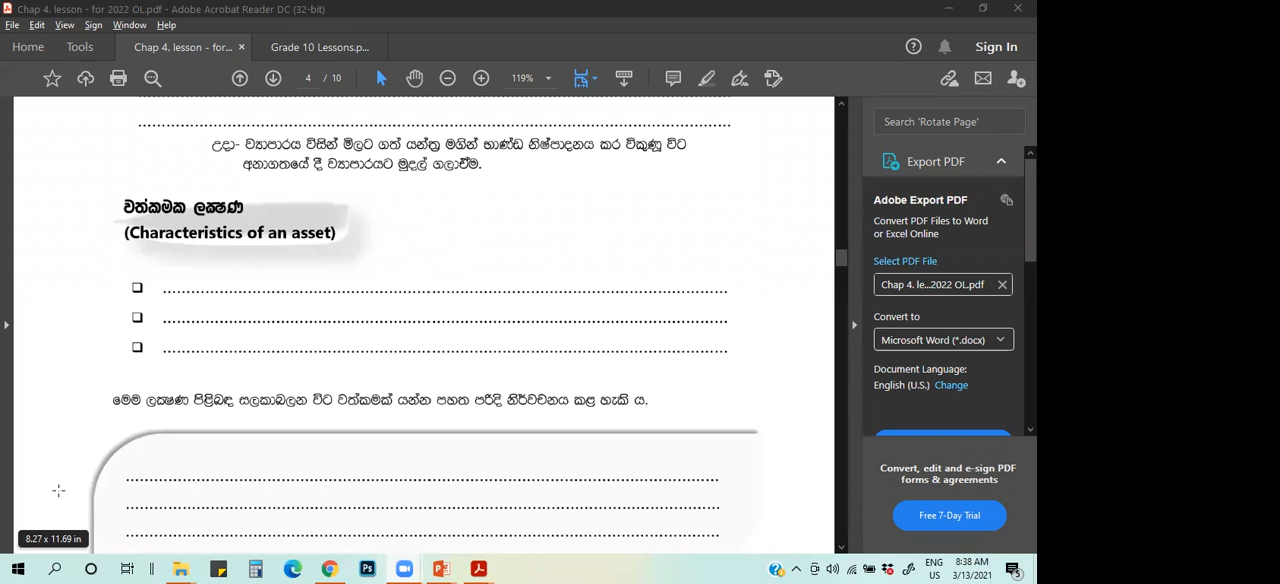 Chap 4. lesson - for 2022 OL.pdf - Adobe Acrobat Reader DC (32-bit)
File Edit View Sign Window Help
Home Tools Chap 4. lesson - for... × Grade 10 Lessons.p... Sign In
4 / 10 119%
උදා- ව්‍යාපාරය විසින් මිලට ගත් යන්ත්‍ර මගින් භාණ්ඩ නිෂ්පාදනය කර විකුණූ විට
අනාගතයේ දී ව්‍යාපාරයට මුදල් ගලාඒම.
වත්කමක ලක්‍ෂණ
(Characteristics of an asset)
මෙම ලක්‍ෂණ පිළිබඳ සලකාබලන විට වත්කමක් යන්න පහත පරිදි නිර්වචනය කළ හැකි ය.
8.27 x 11.69 in
Search 'Rotate Page'
Export PDF
Adobe Export PDF
Convert PDF Files to Word
or Excel Online
Select PDF File
Chap 4. le...2022 OL.pdf
Convert to
Microsoft Word (*.docx)
Document Language:
English (U.S.) Change
Convert, edit and e-sign PDF
forms & agreements
Free 7-Day Trial
ENG
US
8:38 AM
3/13/2021
5